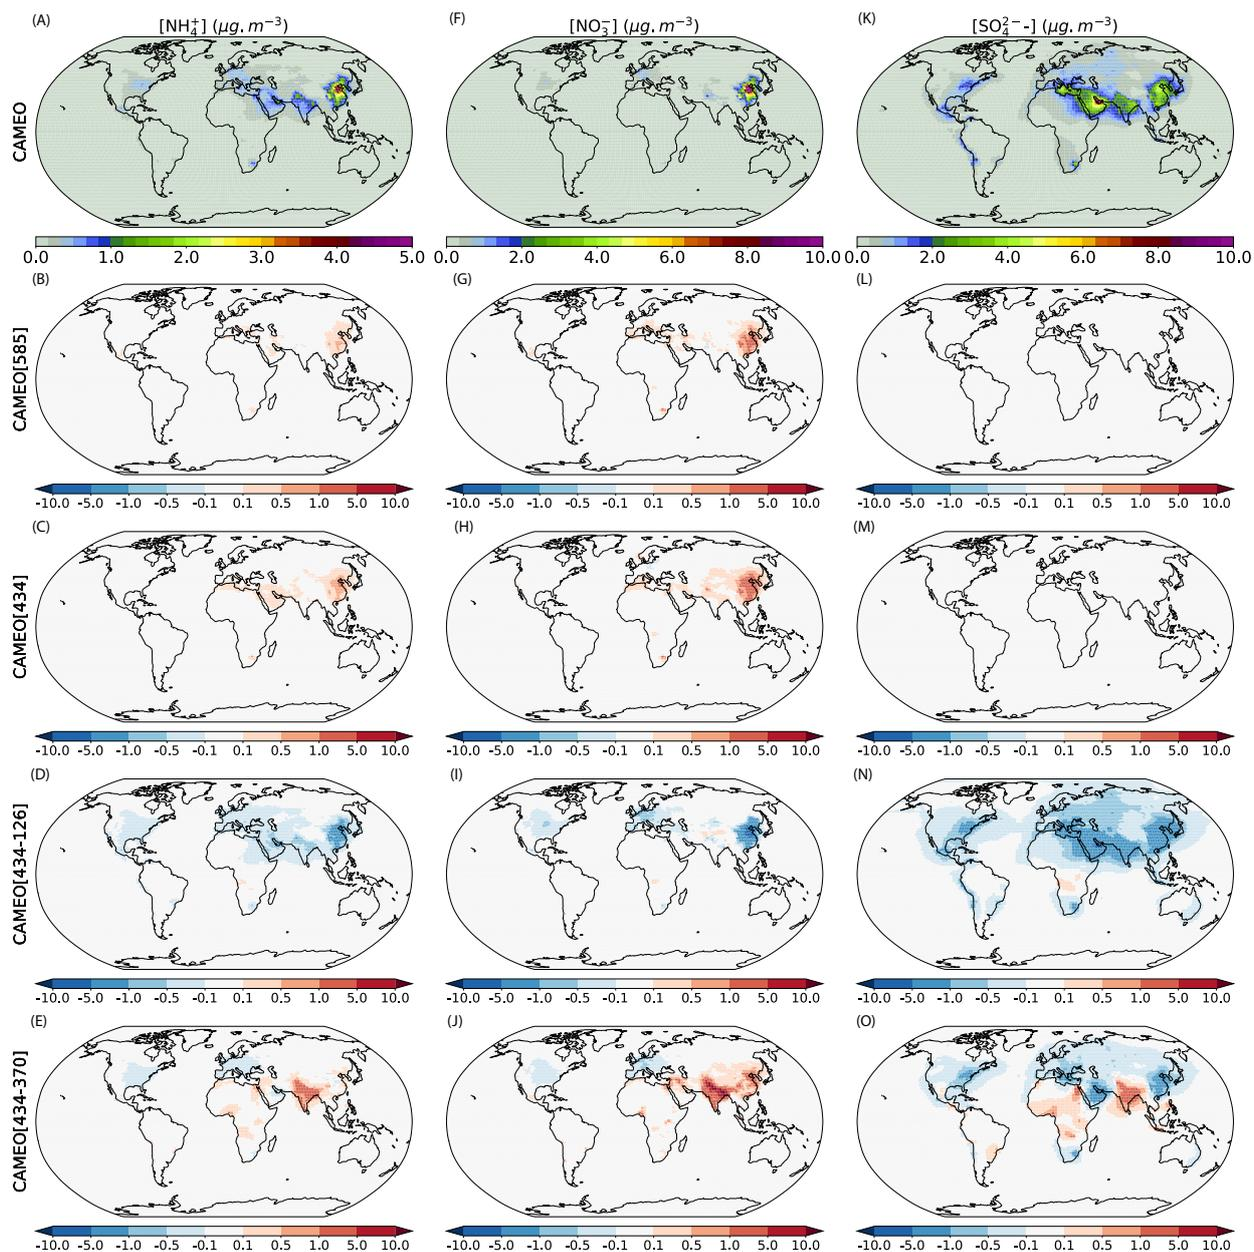 (A) [NH₄⁺] (μg.m⁻³) (F) [NO₃⁻] (μg.m⁻³) (K) [SO₄²⁻-] (μg.m⁻³)
CAMEO
0.0 1.0 2.0 3.0 4.0 5.0 0.0 2.0 4.0 6.0 8.0 10.0 0.0 2.0 4.0 6.0 8.0 10.0
(B) (G) (L)
CAMEO[585]
-10.0 -5.0 -1.0 -0.5 -0.1 0.1 0.5 1.0 5.0 10.0 -10.0 -5.0 -1.0 -0.5 -0.1 0.1 0.5 1.0 5.0 10.0 -10.0 -5.0 -1.0 -0.5 -0.1 0.1 0.5 1.0 5.0 10.0
(C) (H) (M)
CAMEO[434]
-10.0 -5.0 -1.0 -0.5 -0.1 0.1 0.5 1.0 5.0 10.0 -10.0 -5.0 -1.0 -0.5 -0.1 0.1 0.5 1.0 5.0 10.0 -10.0 -5.0 -1.0 -0.5 -0.1 0.1 0.5 1.0 5.0 10.0
(D) (I) (N)
CAMEO[434-126]
-10.0 -5.0 -1.0 -0.5 -0.1 0.1 0.5 1.0 5.0 10.0 -10.0 -5.0 -1.0 -0.5 -0.1 0.1 0.5 1.0 5.0 10.0 -10.0 -5.0 -1.0 -0.5 -0.1 0.1 0.5 1.0 5.0 10.0
(E) (J) (O)
CAMEO[434-370]
-10.0 -5.0 -1.0 -0.5 -0.1 0.1 0.5 1.0 5.0 10.0 -10.0 -5.0 -1.0 -0.5 -0.1 0.1 0.5 1.0 5.0 10.0 -10.0 -5.0 -1.0 -0.5 -0.1 0.1 0.5 1.0 5.0 10.0